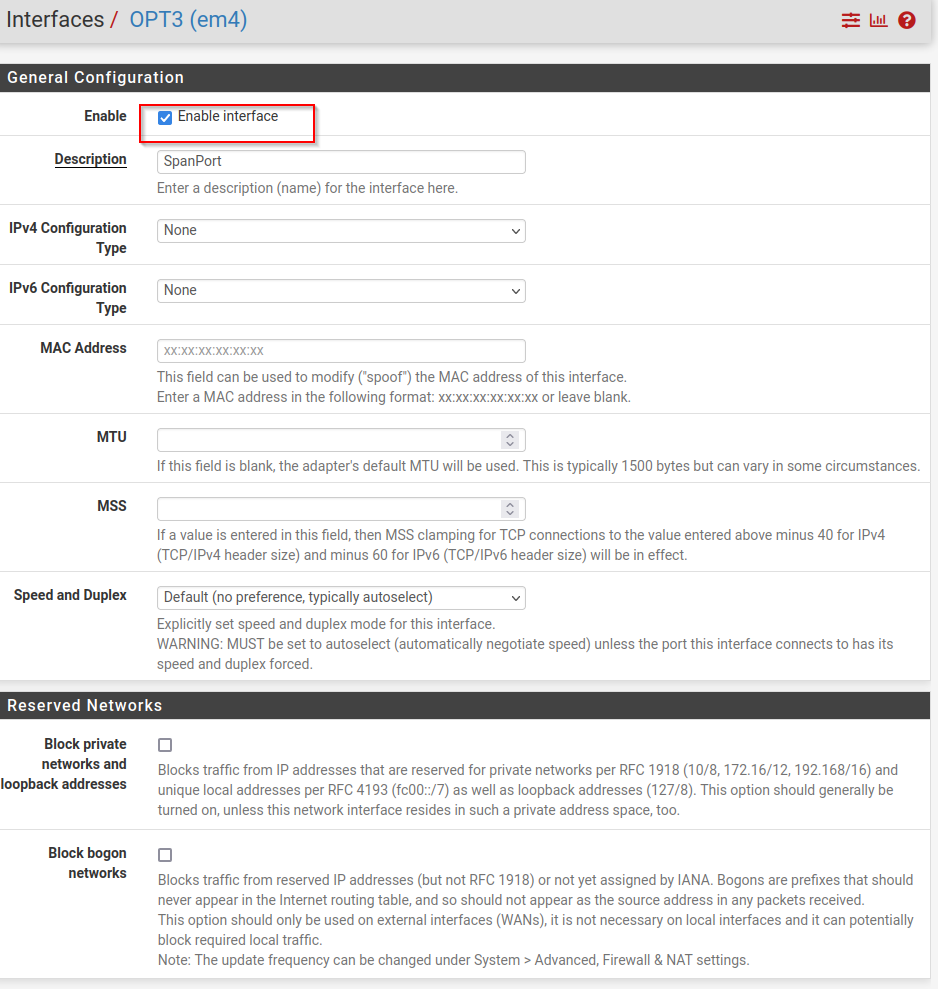 Interfaces / OPT3 (em4)
General Configuration
Enable
Enable interface
Description
SpanPort
Enter a description (name) for the interface here.
IPv4 Configuration
Type
None
IPv6 Configuration
Type
None
MAC Address
xx:xx:xx:xx:xx:xx
This field can be used to modify ("spoof") the MAC address of this interface.
Enter a MAC address in the following format: xx:xx:xx:xx:xx:xx or leave blank.
MTU
If this field is blank, the adapter's default MTU will be used. This is typically 1500 bytes but can vary in some circumstances.
MSS
If a value is entered in this field, then MSS clamping for TCP connections to the value entered above minus 40 for IPv4
(TCP/IPv4 header size) and minus 60 for IPv6 (TCP/IPv6 header size) will be in effect.
Speed and Duplex
Default (no preference, typically autoselect)
Explicitly set speed and duplex mode for this interface.
WARNING: MUST be set to autoselect (automatically negotiate speed) unless the port this interface connects to has its
speed and duplex forced.
Reserved Networks
Block private
networks and
loopback addresses
Blocks traffic from IP addresses that are reserved for private networks per RFC 1918 (10/8, 172.16/12, 192.168/16) and
unique local addresses per RFC 4193 (fc00::/7) as well as loopback addresses (127/8). This option should generally be
turned on, unless this network interface resides in such a private address space, too.
Block bogon
networks
Blocks traffic from reserved IP addresses (but not RFC 1918) or not yet assigned by IANA. Bogons are prefixes that should
never appear in the Internet routing table, and so should not appear as the source address in any packets received.
This option should only be used on external interfaces (WANs), it is not necessary on local interfaces and it can potentially
block required local traffic.
Note: The update frequency can be changed under System > Advanced, Firewall & NAT settings.